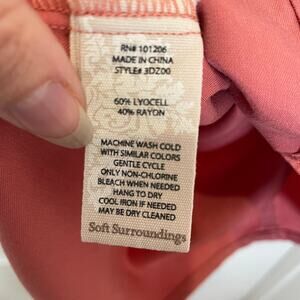 RN# 101206
MADE IN CHINA
STYLE# 3DZ00
60% LYOCELL
40% RAYON
MACHINE WASH COLD
WITH SIMILAR COLORS
GENTLE CYCLE
ONLY NON-CHLORINE
BLEACH WHEN NEEDED
HANG TO DRY
COOL IRON IF NEEDED
MAY BE DRY CLEANED
Soft Surroundings